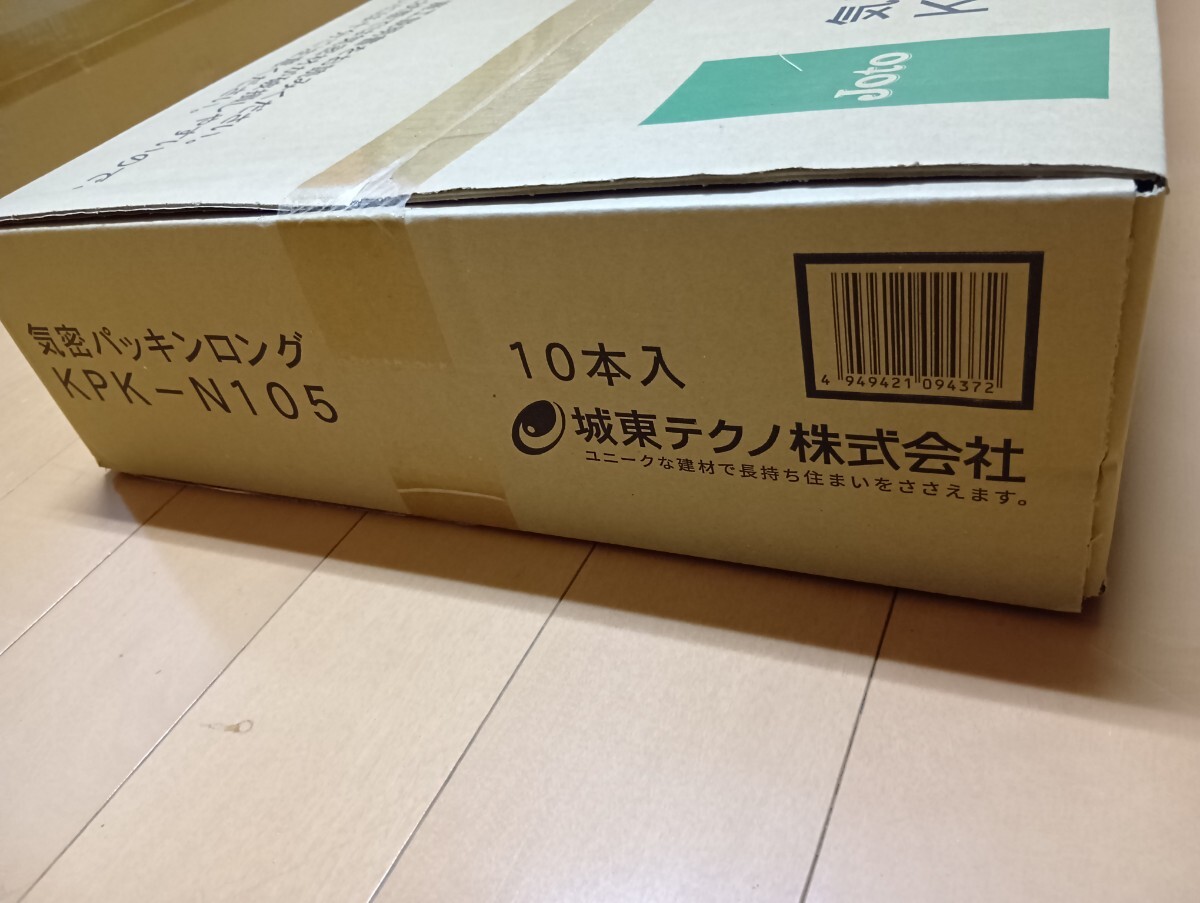 Joto
気密パッキンロング
KPK-N105
10本入
4 949421 094372
城東テクノ株式会社
ユニークな建材で長持ち住まいをささえます。